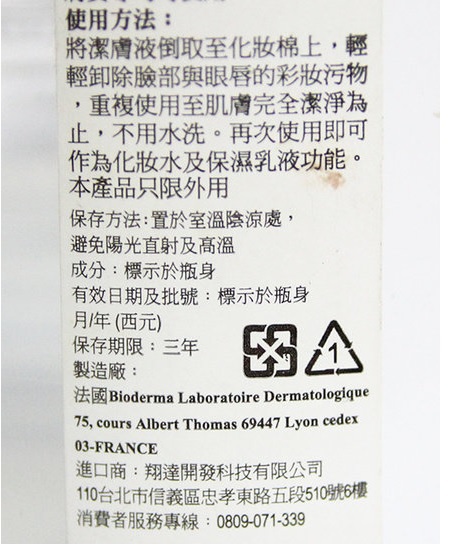 使用方法：
將潔膚液倒取至化妝棉上，輕
輕卸除臉部與眼唇的彩妝污物
，重複使用至肌膚完全潔淨為
止，不用水洗。再次使用即可
作為化妝水及保濕乳液功能。
本產品只限外用
保存方法:置於室溫陰涼處，
避免陽光直射及高溫
成分：標示於瓶身
有效日期及批號：標示於瓶身
月/年 (西元)
保存期限：三年
1
製造廠：
法國Bioderma Laboratoire Dermatologique
75, cours Albert Thomas 69447 Lyon cedex
03-FRANCE
進口商：翔達開發科技有限公司
110台北市信義區忠孝東路五段510號6樓
消費者服務專線：0809-071-339